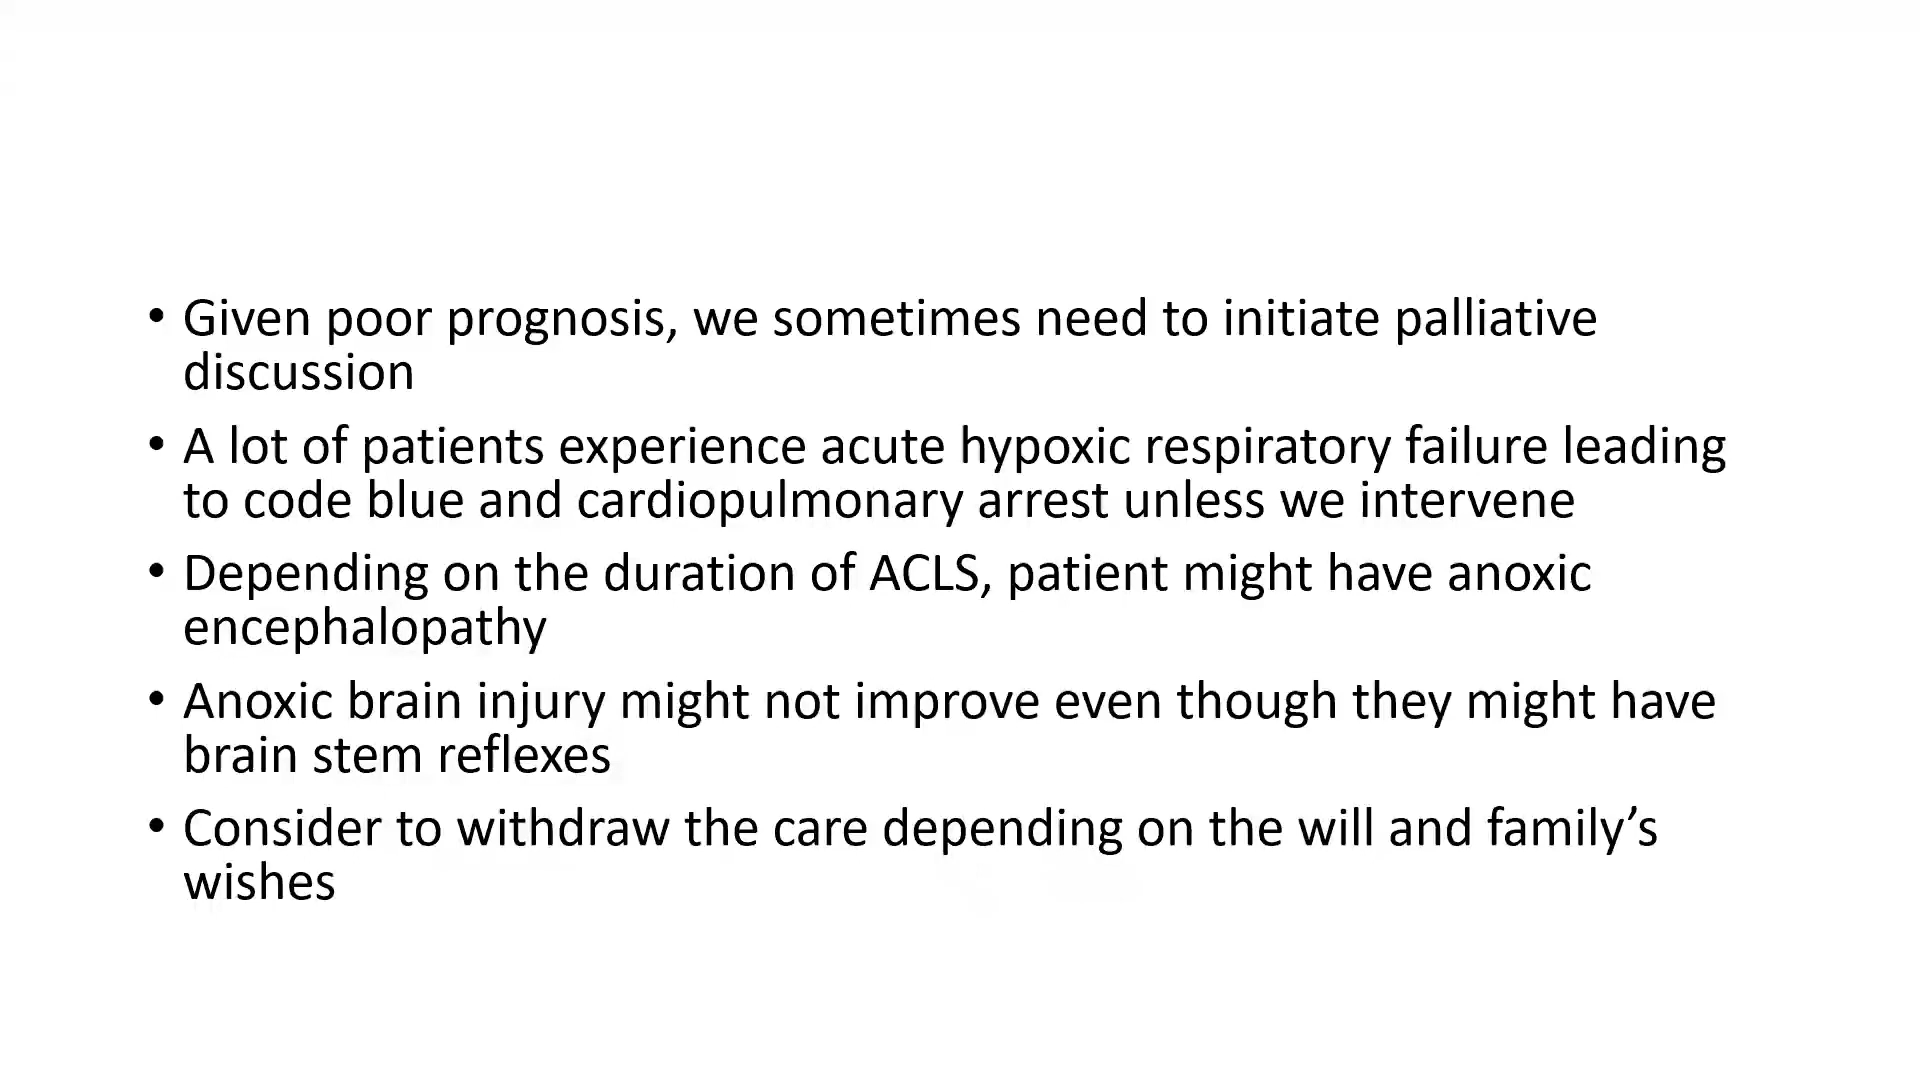 • Given poor prognosis, we sometimes need to initiate palliative
discussion
• A lot of patients experience acute hypoxic respiratory failure leading
to code blue and cardiopulmonary arrest unless we intervene
• Depending on the duration of ACLS, patient might have anoxic
encephalopathy
• Anoxic brain injury might not improve even though they might have
brain stem reflexes
• Consider to withdraw the care depending on the will and family’s
wishes